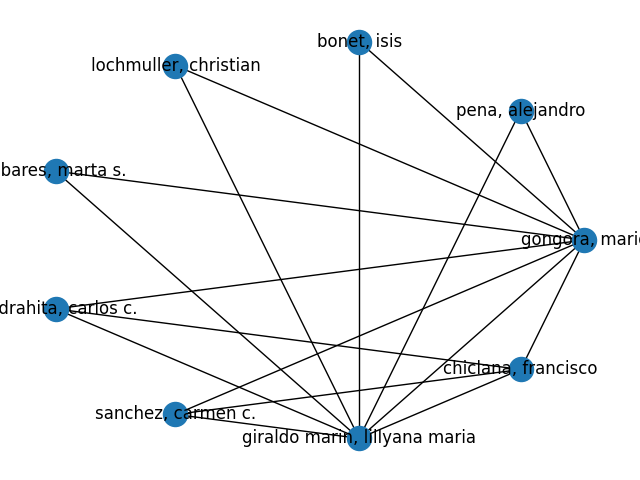 bonet, isis
lochmuller, christian
pena, alejandro
bares, marta s.
gongora, mario
drahita, carlos c.
chiclana, francisco
sanchez, carmen c.
giraldo marin, lillyana maria